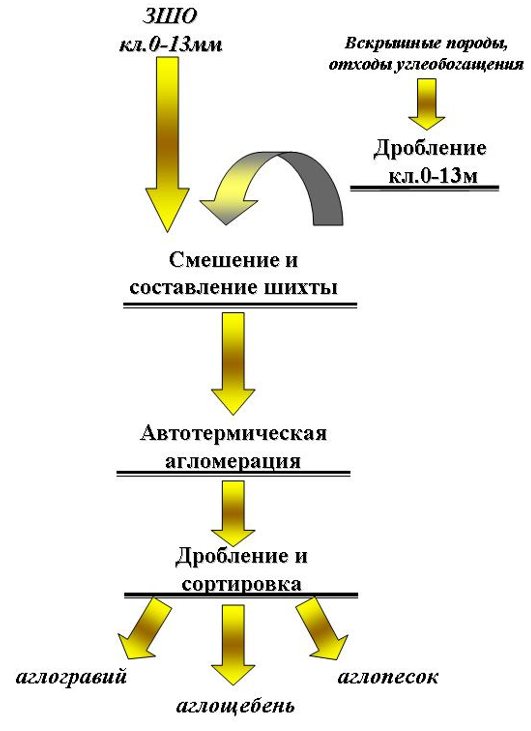 ЗШО
кл.0-13мм
Вскрышные породы,
отходы углеобогащения
Дробление
кл.0-13м
Смешение и
составление шихты
Автотермическая
агломерация
Дробление и
сортировка
аглогравий
аглощебень
аглопесок